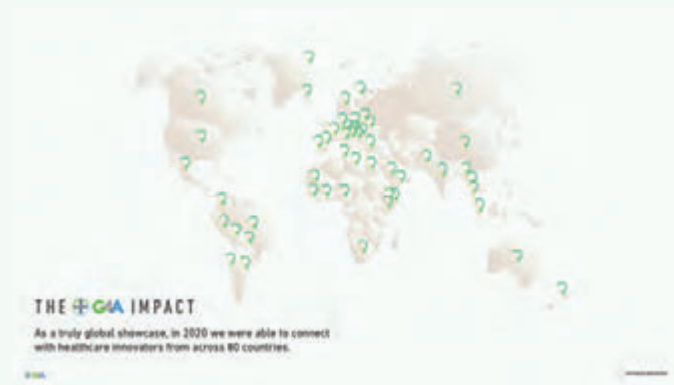 THE G4A IMPACT
As a truly global showcase, in 2020 we were able to connect
with healthcare innovators from across 80 countries.